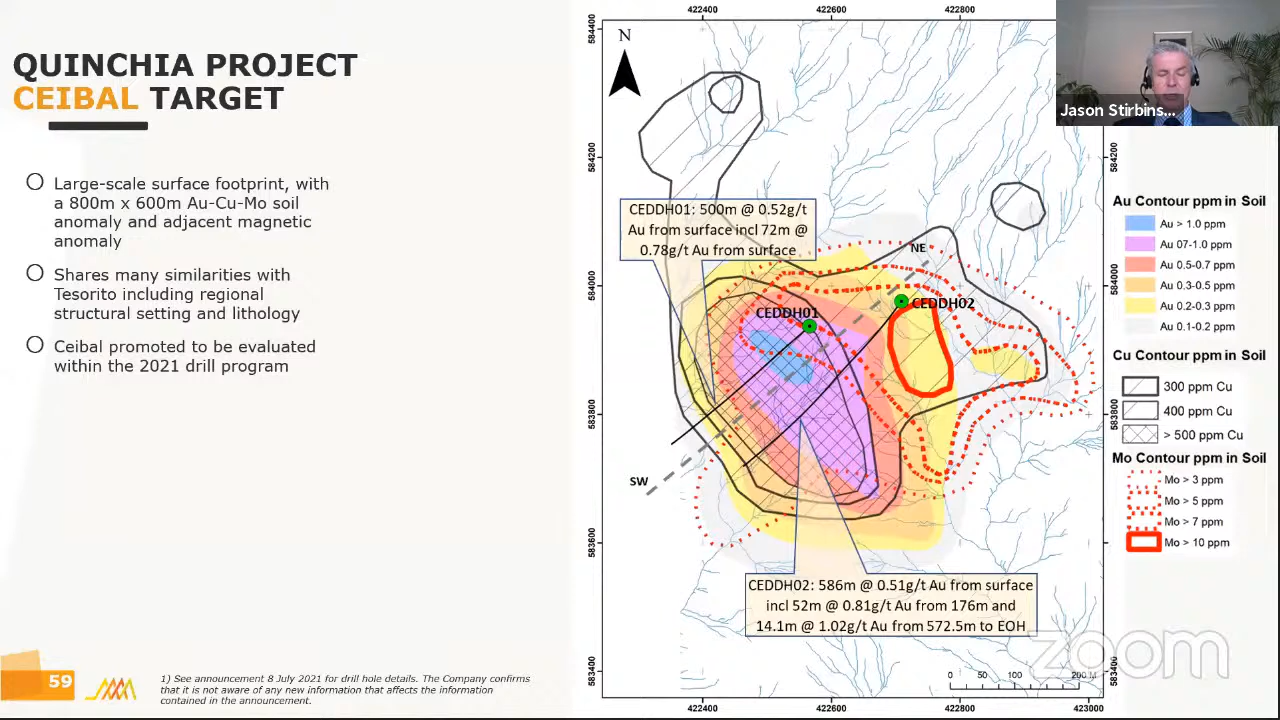 QUINCHIA PROJECT
CEIBAL TARGET
Large-scale surface footprint, with
a 800m x 600m Au-Cu-Mo soil
anomaly and adjacent magnetic
anomaly
Shares many similarities with
Tesorito including regional
structural setting and lithology
Ceibal promoted to be evaluated
within the 2021 drill program
59
1) See announcement 8 July 2021 for drill hole details. The Company confirms
that it is not aware of any new information that affects the information
contained in the announcement.
422400
422600
422800
584400
584200
584000
583800
583600
583400
N
CEDDH01: 500m @ 0.52g/t
Au from surface incl 72m @
0.78g/t Au from surface
NE
CEDDH01
CEDDH02
SW
CEDDH02: 586m @ 0.51g/t Au from surface
incl 52m @ 0.81g/t Au from 176m and
14.1m @ 1.02g/t Au from 572.5m to EOH
0 50 100 200 M
422400
422600
422800
423000
584200
584000
583800
583400
Jason Stirbins...
Au Contour ppm in Soil
Au > 1.0 ppm
Au 07-1.0 ppm
Au 0.5-0.7 ppm
Au 0.3-0.5 ppm
Au 0.2-0.3 ppm
Au 0.1-0.2 ppm
Cu Contour ppm in Soil
300 ppm Cu
400 ppm Cu
> 500 ppm Cu
Mo Contour ppm in Soil
Mo > 3 ppm
Mo > 5 ppm
Mo > 7 ppm
Mo > 10 ppm
zoom